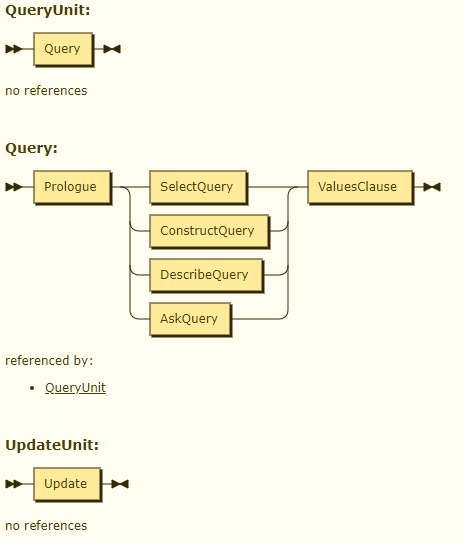 QueryUnit:
Query
no references
Query:
Prologue SelectQuery ValuesClause
ConstructQuery
DescribeQuery
AskQuery
referenced by:
• QueryUnit
UpdateUnit:
Update
no references